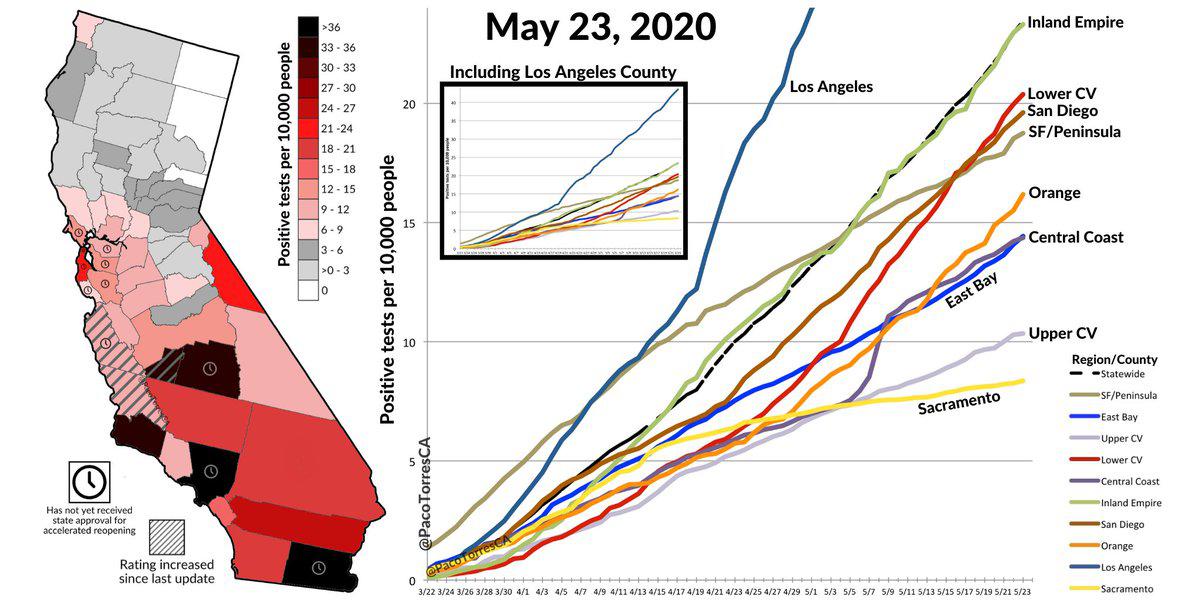 May 23, 2020
Including Los Angeles County
Positive tests per 10,000 people
>36
33 - 36
30 - 33
27 - 30
24 - 27
21 -24
18 - 21
15 - 18
12 - 15
9 - 12
6 - 9
3 - 6
>0 - 3
0
Has not yet received
state approval for
accelerated reopening
Rating increased
since last update
Positive tests per 10,000 people
20
15
10
5
0
@PacoTorresCA
@PacoTorresCA
Los Angeles
Inland Empire
Lower CV
San Diego
SF/Peninsula
Orange
Central Coast
East Bay
Upper CV
Sacramento
Region/County
Statewide
SF/Peninsula
East Bay
Upper CV
Lower CV
Central Coast
Inland Empire
San Diego
Orange
Los Angeles
Sacramento
3/22 3/24 3/26 3/28 3/30 4/1 4/3 4/5 4/7 4/9 4/11 4/13 4/15 4/17 4/19 4/21 4/23 4/25 4/27 4/29 5/1 5/3 5/5 5/7 5/9 5/11 5/13 5/15 5/17 5/19 5/21 5/23